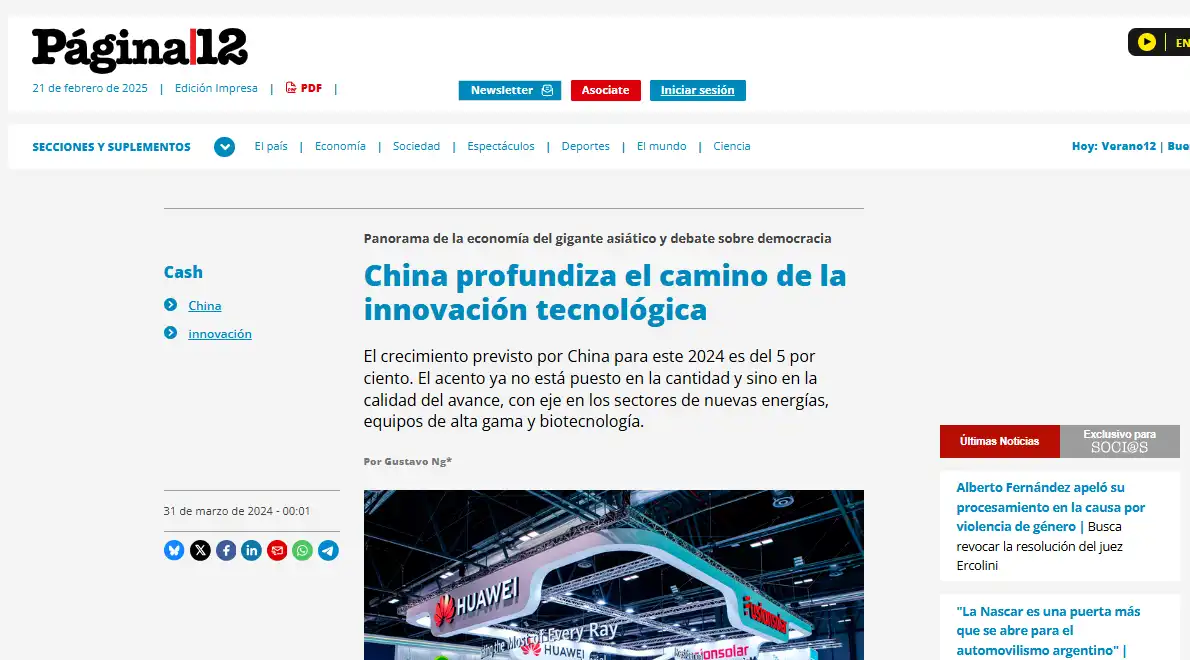 Página|12
EN
21 de febrero de 2025 | Edición Impresa | PDF |
Newsletter
Asociate
Iniciar sesión
SECCIONES Y SUPLEMENTOS
El país | Economía | Sociedad | Espectáculos | Deportes | El mundo | Ciencia
Hoy: Verano12 | Bue
Panorama de la economía del gigante asiático y debate sobre democracia
Cash
China
innovación
China profundiza el camino de la
innovación tecnológica
El crecimiento previsto por China para este 2024 es del 5 por
ciento. El acento ya no está puesto en la cantidad y sino en la
calidad del avance, con eje en los sectores de nuevas energías,
equipos de alta gama y biotecnología.
Por Gustavo Ng*
31 de marzo de 2024 - 00:01
HUAWEI
fusionsolar
the Most of Every Ray
HUAWEI
usionsolar
Últimas Noticias
Exclusivo para
SOCI@S
Alberto Fernández apeló su
procesamiento en la causa por
violencia de género | Busca
revocar la resolución del juez
Ercolini
"La Nascar es una puerta más
que se abre para el
automovilismo argentino" |